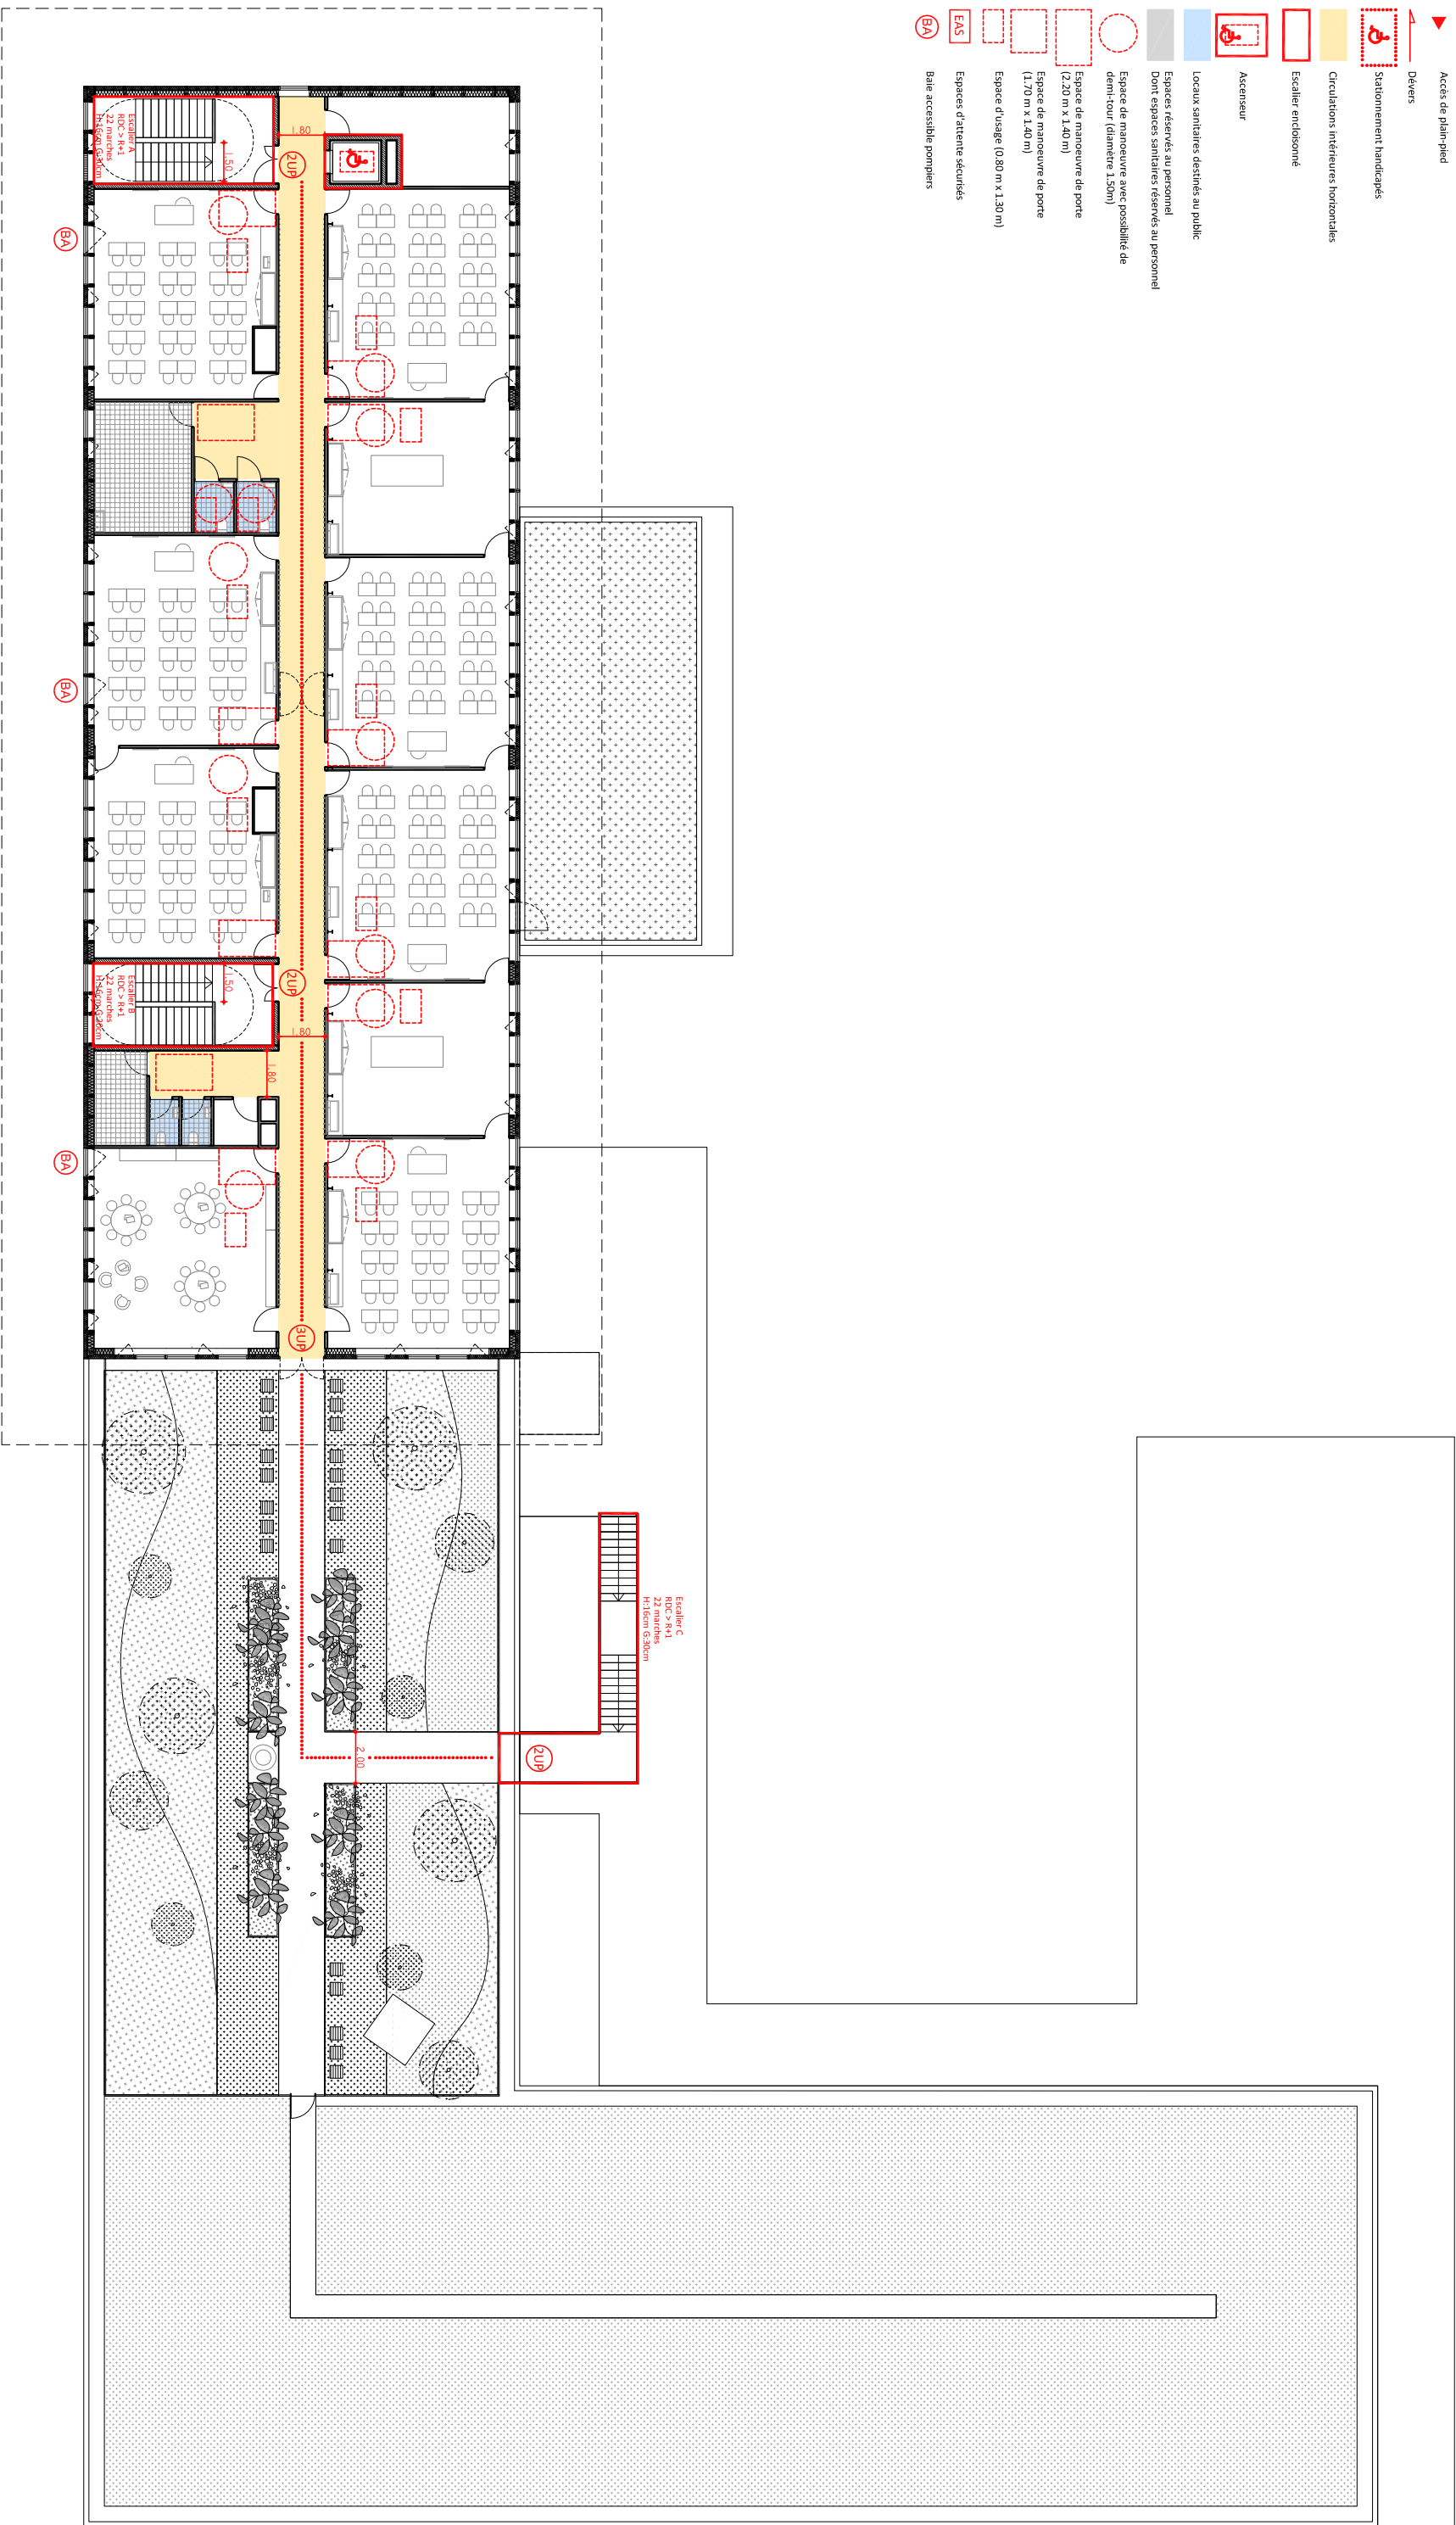 Accès de plain-pied
Dévers
Stationnement handicapés
Circulations intérieures horizontales
Escalier encloisonné
Ascenseur
Locaux sanitaires destinés au public
Espaces réservés au personnel
Dont espaces sanitaires réservés au personnel
Espace de manoeuvre avec possibilité de
demi-tour (diamètre 1.50m)
Espace de manoeuvre de porte
(2.20 m x 1.40 m)
Espace de manoeuvre de porte
(1.70 m x 1.40 m)
Espace d'usage (0.80 m x 1.30 m)
EAS
Espaces d'attente sécurisés
BA
Baie accessible pompiers
Escalier A
RDC > R+1
22 marches
1.50
1.80
2UP
BA
BA
Escalier B
RDC > R+1
22 marches
1.50
2UP
1.80
1.80
BA
3UP
Escalier C
RDC > R+1
22 marches
H:16cm G:30cm
2.00
2UP